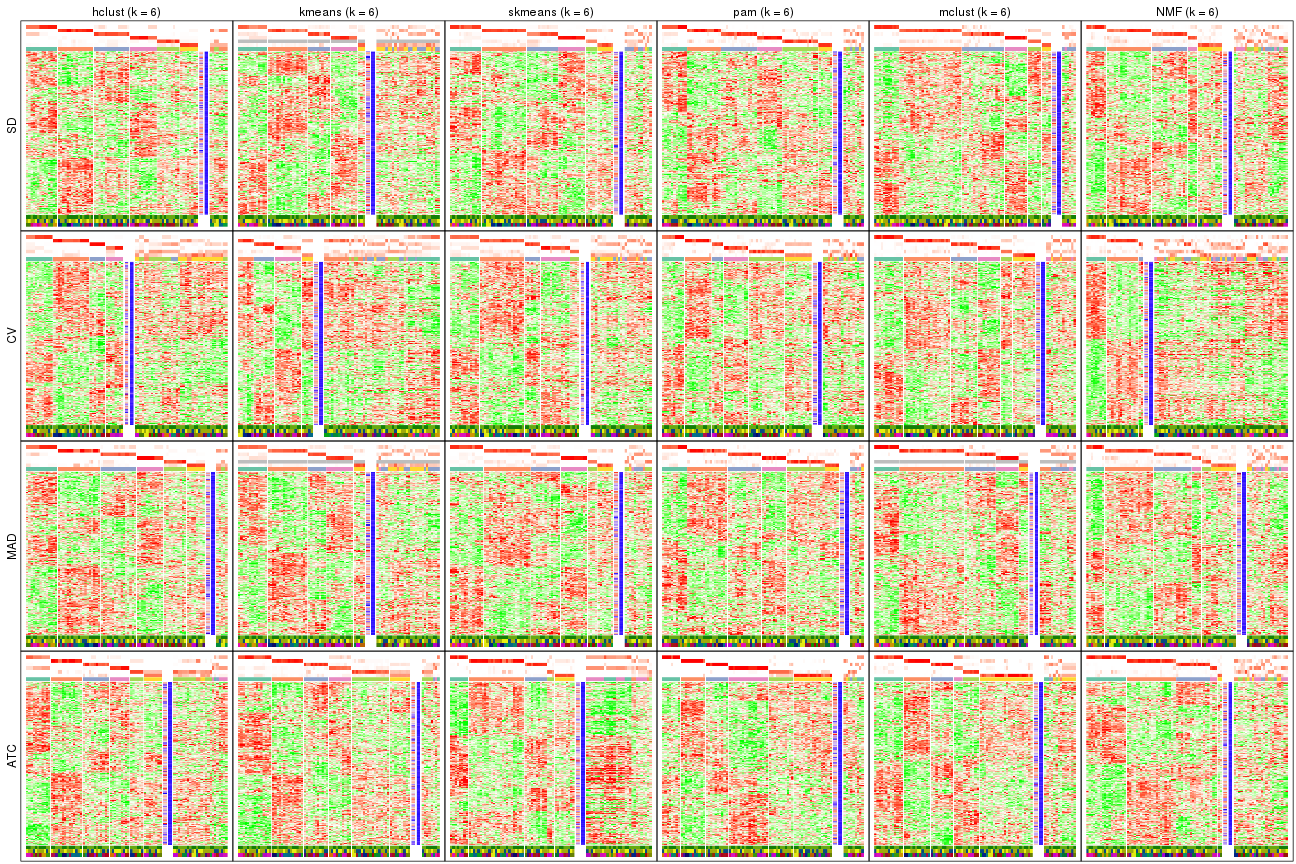 hclust (k = 6) kmeans (k = 6) skmeans (k = 6) pam (k = 6) mclust (k = 6) NMF (k = 6)
SD
CV
MAD
ATC